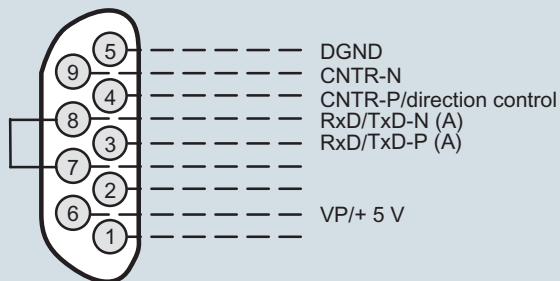 5 DGND
9 CNTR-N
4 CNTR-P/direction control
8 RxD/TxD-N (A)
3 RxD/TxD-P (A)
7
2
6 VP/+ 5 V
1